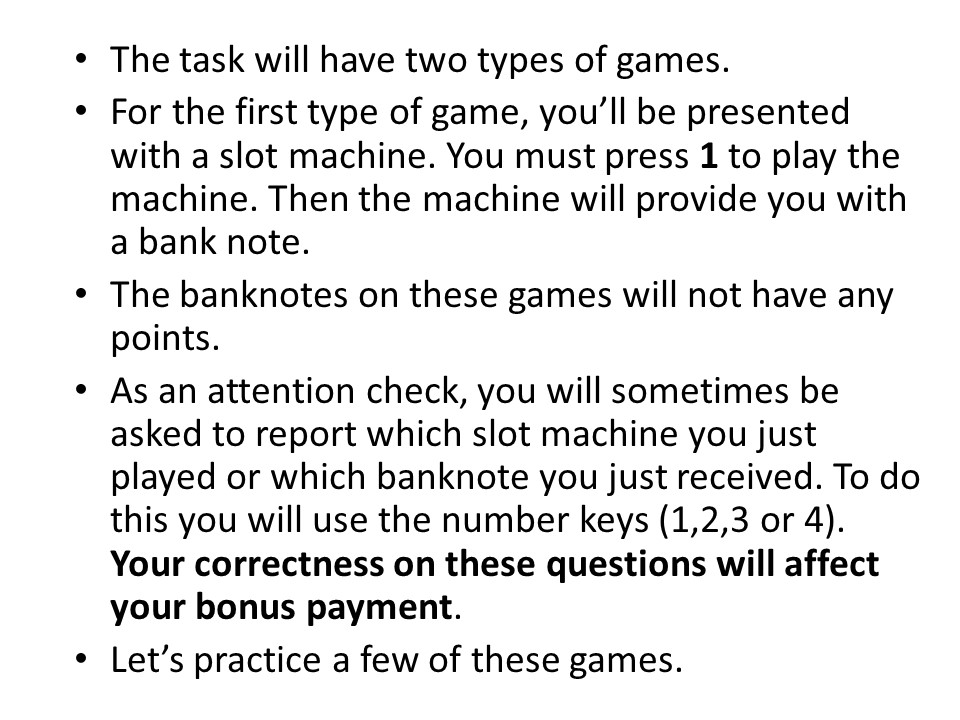 • The task will have two types of games.
• For the first type of game, you’ll be presented
with a slot machine. You must press 1 to play the
machine. Then the machine will provide you with
a bank note.
• The banknotes on these games will not have any
points.
• As an attention check, you will sometimes be
asked to report which slot machine you just
played or which banknote you just received. To do
this you will use the number keys (1,2,3 or 4).
Your correctness on these questions will affect
your bonus payment.
• Let’s practice a few of these games.